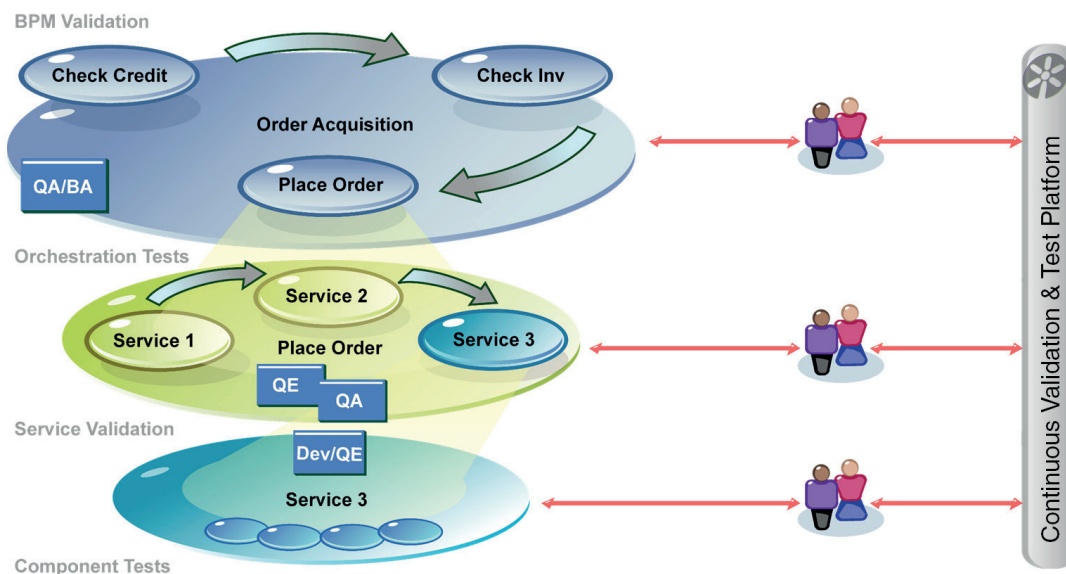 BPM Validation
Check Credit
Check Inv
Order Acquisition
QA/BA
Place Order
Orchestration Tests
Service 2
Service 1
Place Order
Service 3
QE
QA
Service Validation
Dev/QE
Service 3
Component Tests
Continuous Validation & Test Platform